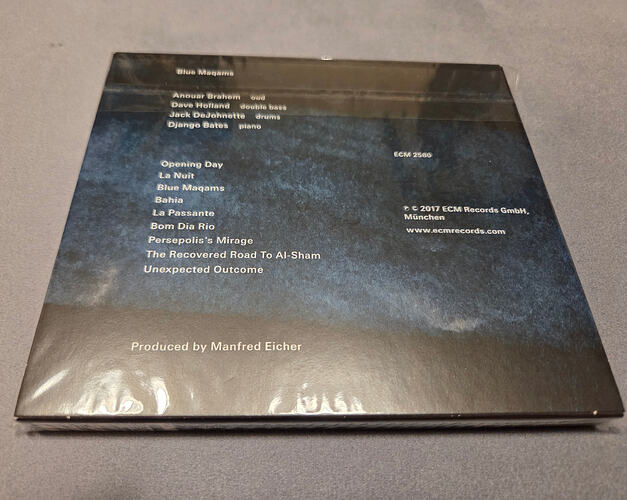 Blue Maqams
Anouar Brahem oud
Dave Holland double bass
Jack DeJohnette drums
Django Bates piano
Opening Day
La Nuit
Blue Maqams
Bahia
La Passante
Bom Dia Rio
Persepolis's Mirage
The Recovered Road To Al-Sham
Unexpected Outcome
Produced by Manfred Eicher
ECM 2580
℗ © 2017 ECM Records GmbH,
München
www.ecmrecords.com